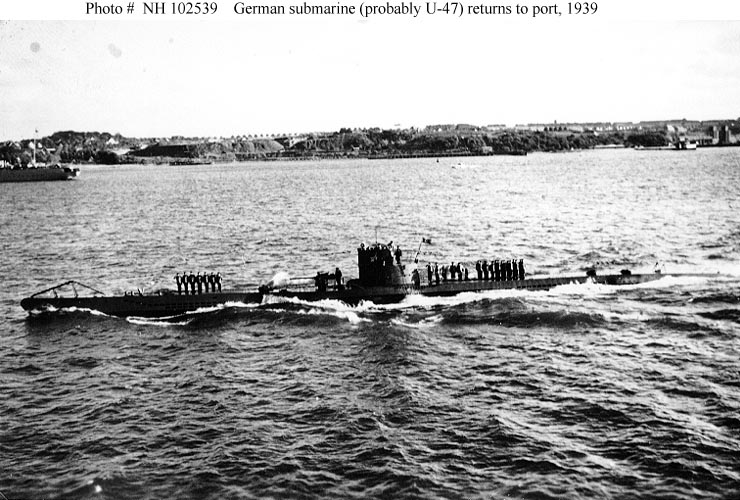 Photo #  NH 102539    German submarine (probably U-47) returns to port, 1939